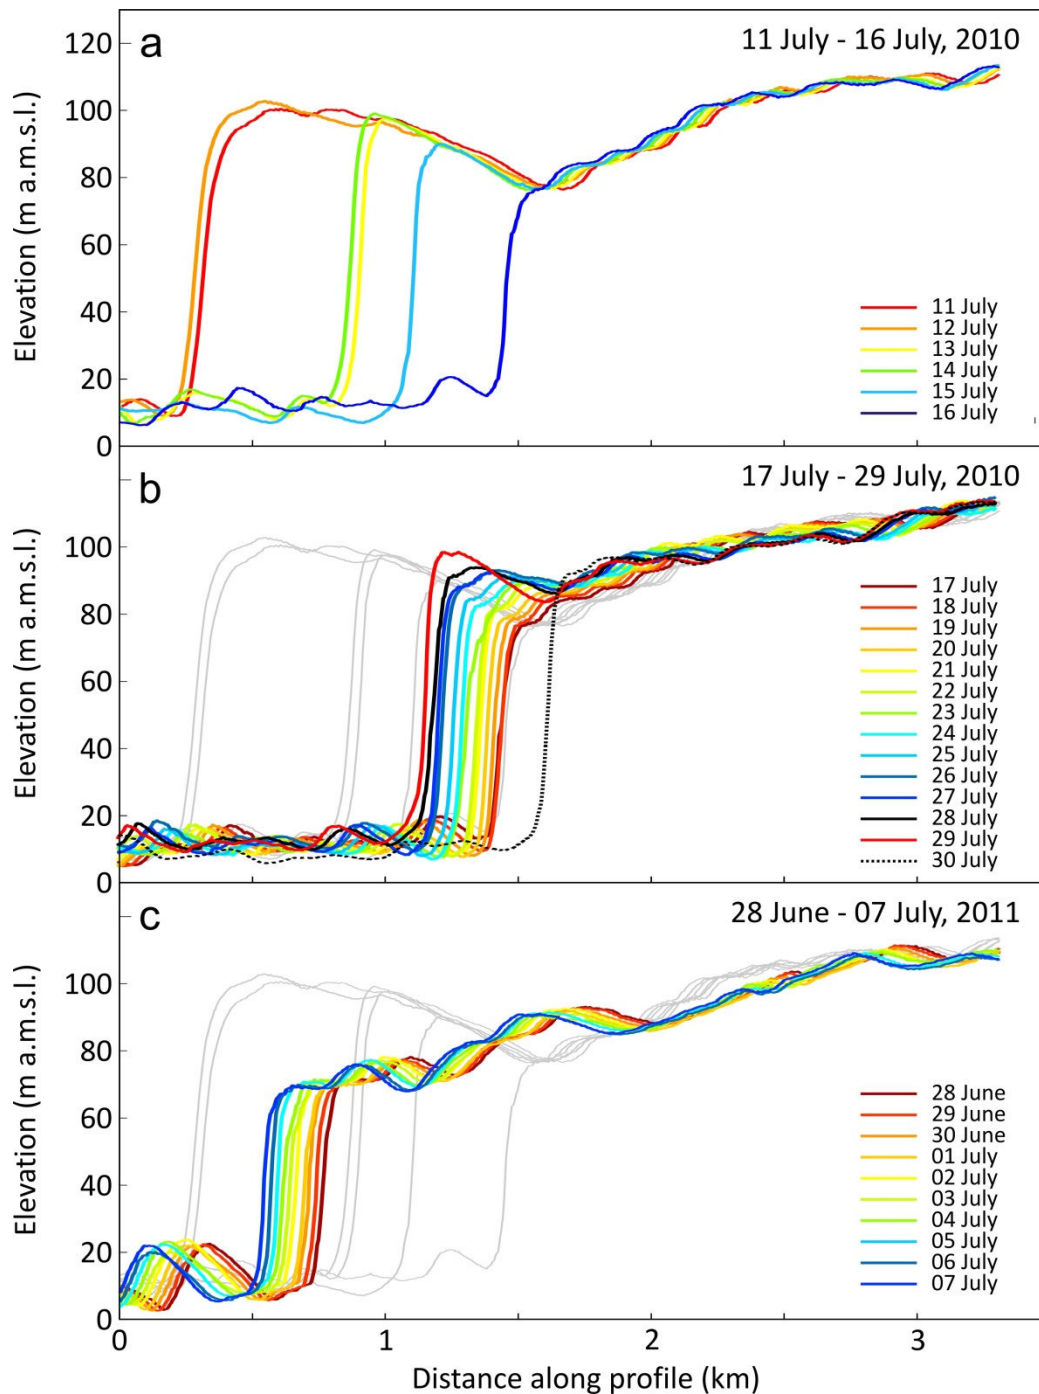 a
11 July - 16 July, 2010
Elevation (m a.m.s.l.)
120
100
80
60
40
20
0
11 July
12 July
13 July
14 July
15 July
16 July
b
17 July - 29 July, 2010
Elevation (m a.m.s.l.)
100
80
60
40
20
0
17 July
18 July
19 July
20 July
21 July
22 July
23 July
24 July
25 July
26 July
27 July
28 July
29 July
30 July
c
28 June - 07 July, 2011
Elevation (m a.m.s.l.)
100
80
60
40
20
0
28 June
29 June
30 June
01 July
02 July
03 July
04 July
05 July
06 July
07 July
0 1 2 3
Distance along profile (km)